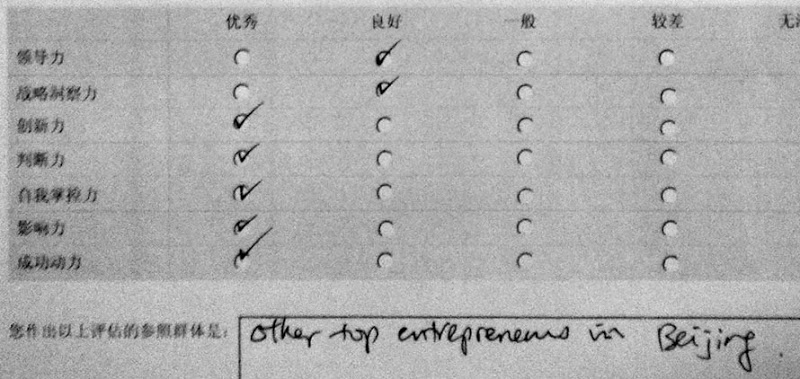 优秀 良好 一般 较差
领导力
战略洞察力
创新力
判断力
自我掌控力
影响力
成功动力
您作出以上评估的参照群体是: other top entrepreneurs in Beijing.